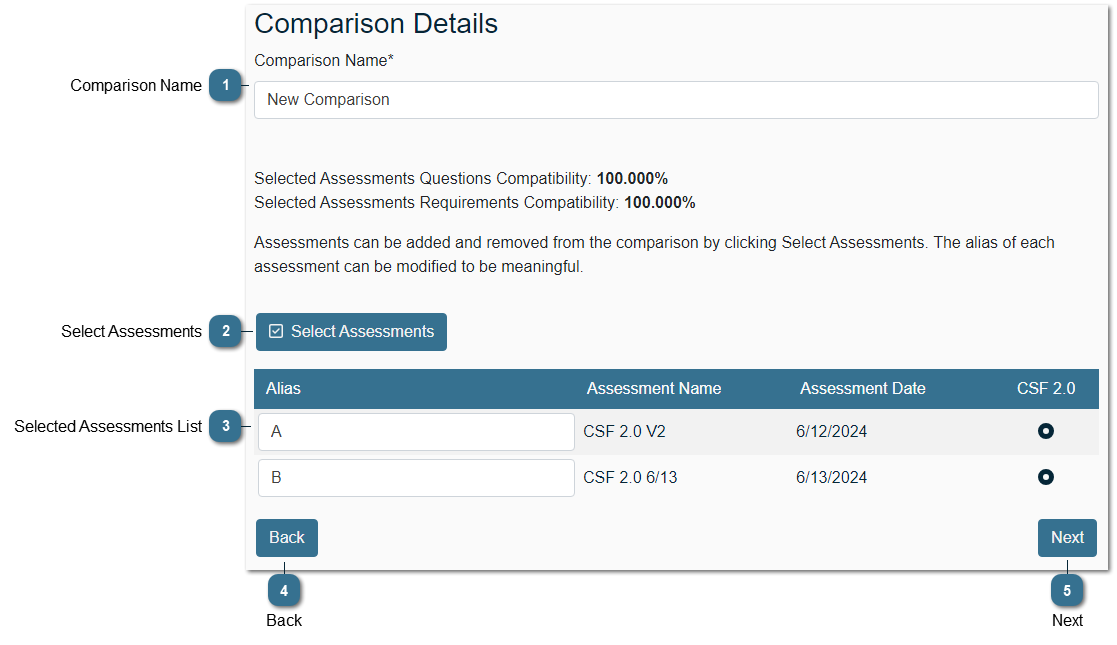 Comparison Details
Comparison Name*
Comparison Name 1
New Comparison
Selected Assessments Questions Compatibility: 100.000%
Selected Assessments Requirements Compatibility: 100.000%
Assessments can be added and removed from the comparison by clicking Select Assessments. The alias of each
assessment can be modified to be meaningful.
Select Assessments 2 Select Assessments
Alias Assessment Name Assessment Date CSF 2.0
Selected Assessments List 3 A CSF 2.0 V2 6/12/2024
B CSF 2.0 6/13 6/13/2024
Back Next
4 5
Back Next